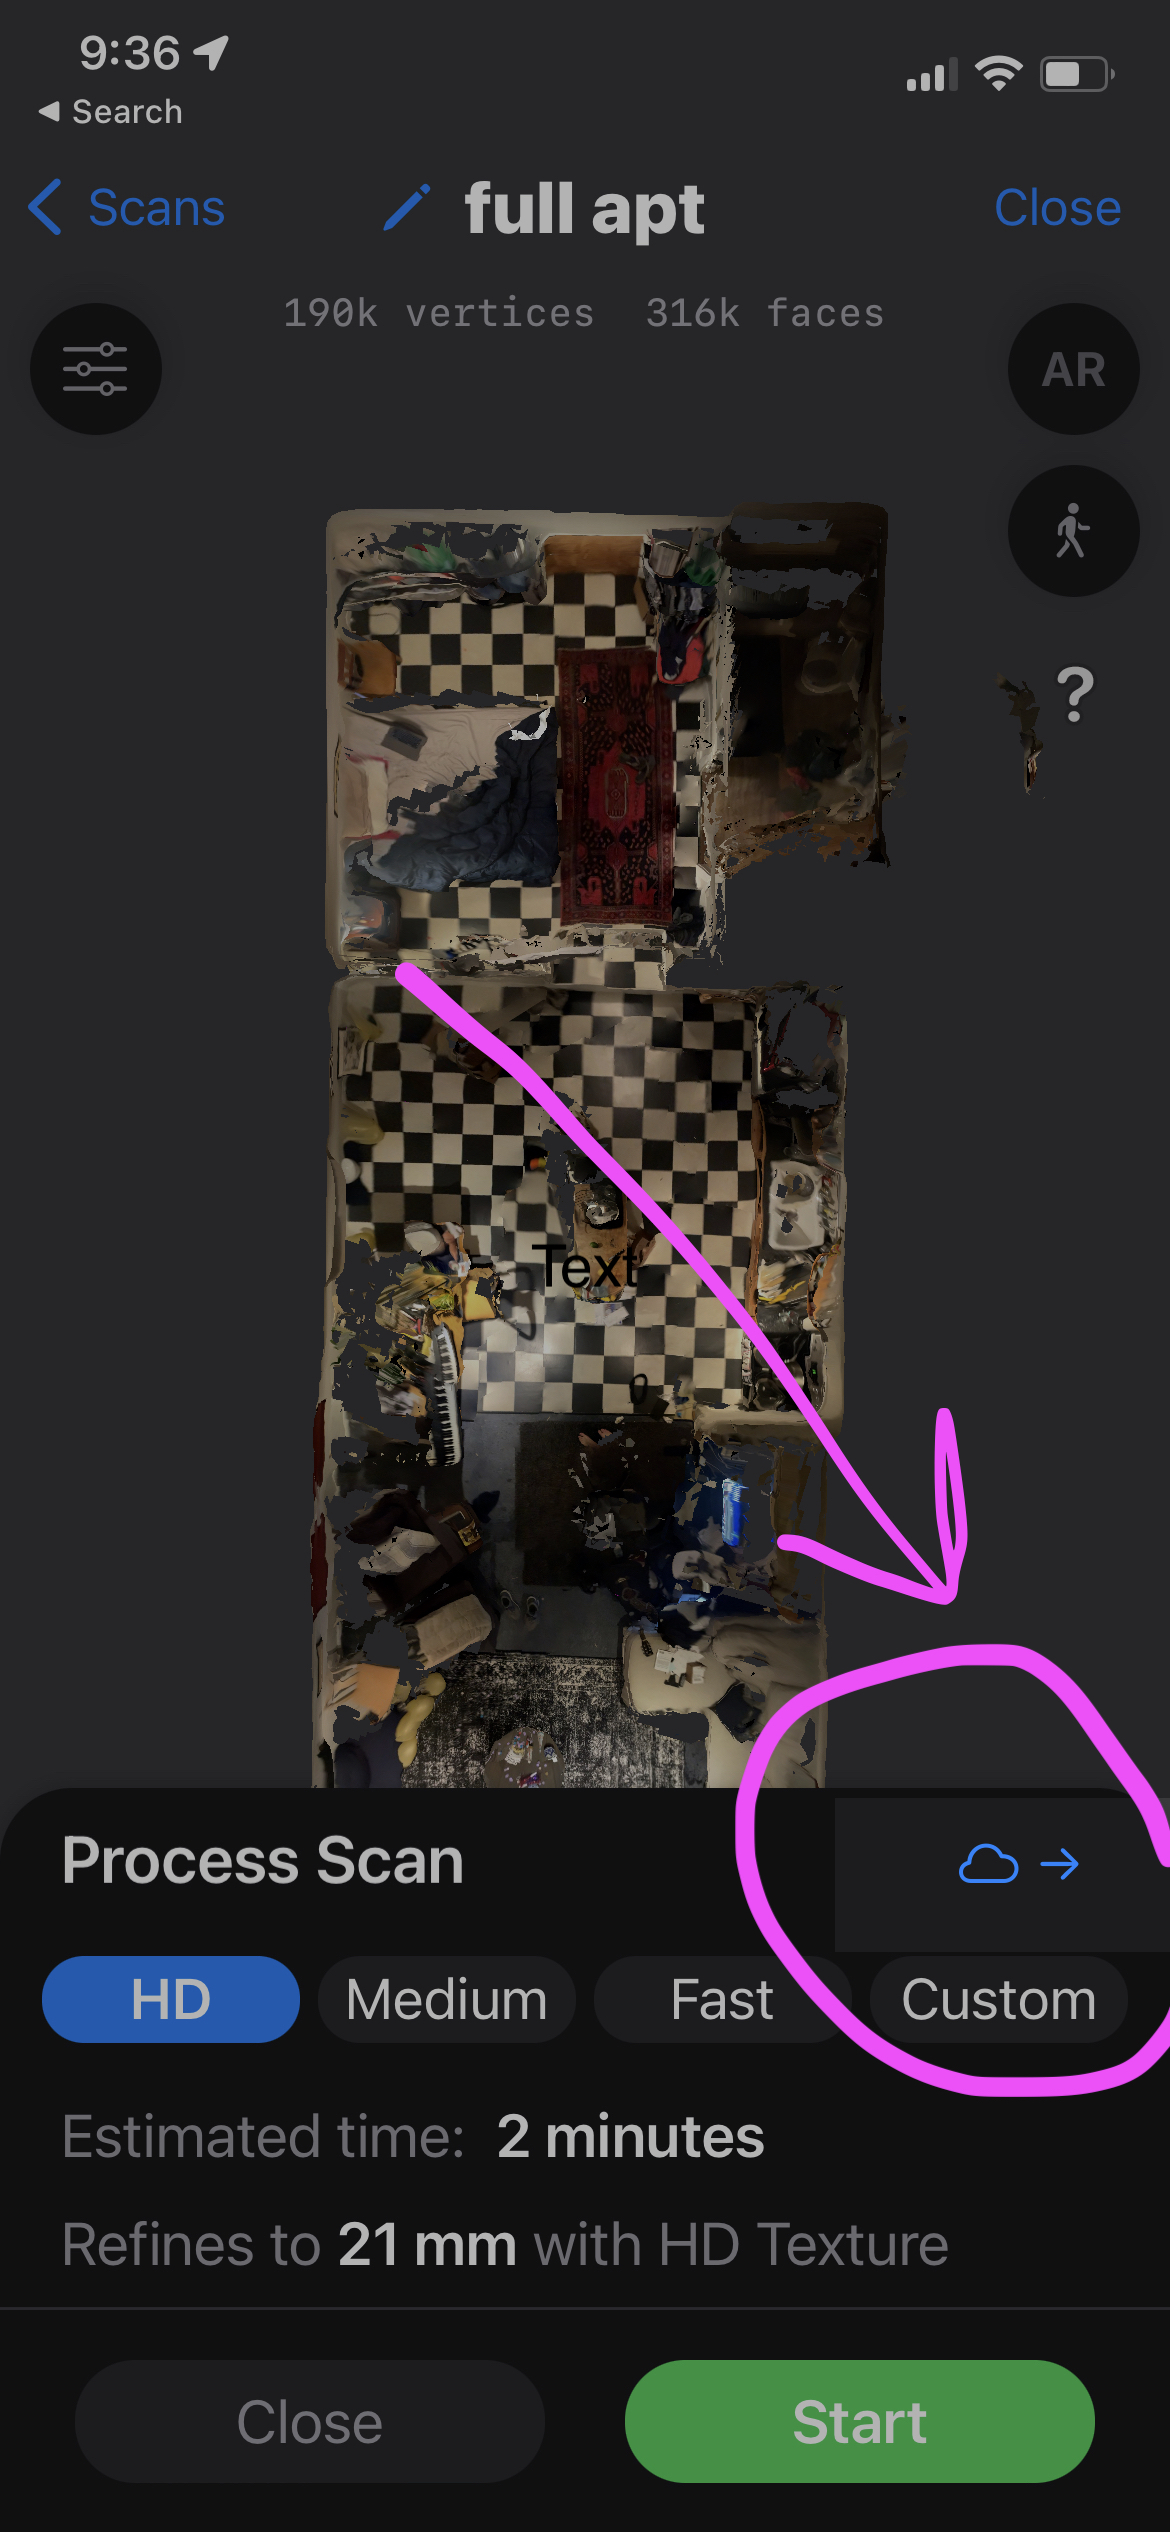 9:36
Search
Scans
full apt
Close
190k vertices 316k faces
AR
?
Text
Process Scan
HD
Medium
Fast
Custom
Estimated time: 2 minutes
Refines to 21 mm with HD Texture
Close
Start